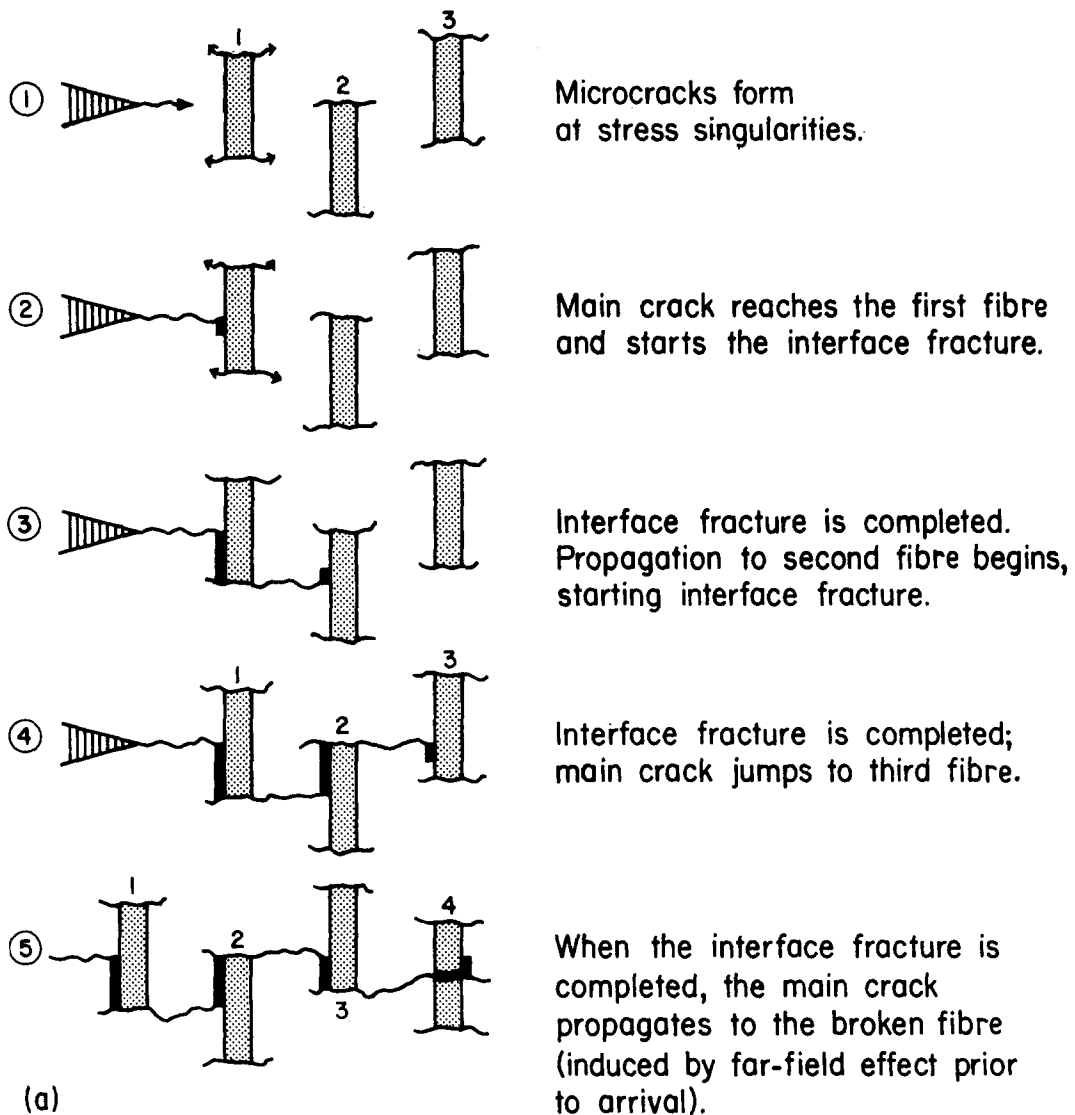 1
3
2
① Microcracks form
at stress singularities.
② Main crack reaches the first fibre
and starts the interface fracture.
③ Interface fracture is completed.
Propagation to second fibre begins,
starting interface fracture.
1
3
2
④ Interface fracture is completed;
main crack jumps to third fibre.
1
2
4
3
⑤ When the interface fracture is
completed, the main crack
propagates to the broken fibre
(induced by far-field effect prior
to arrival).
(a)